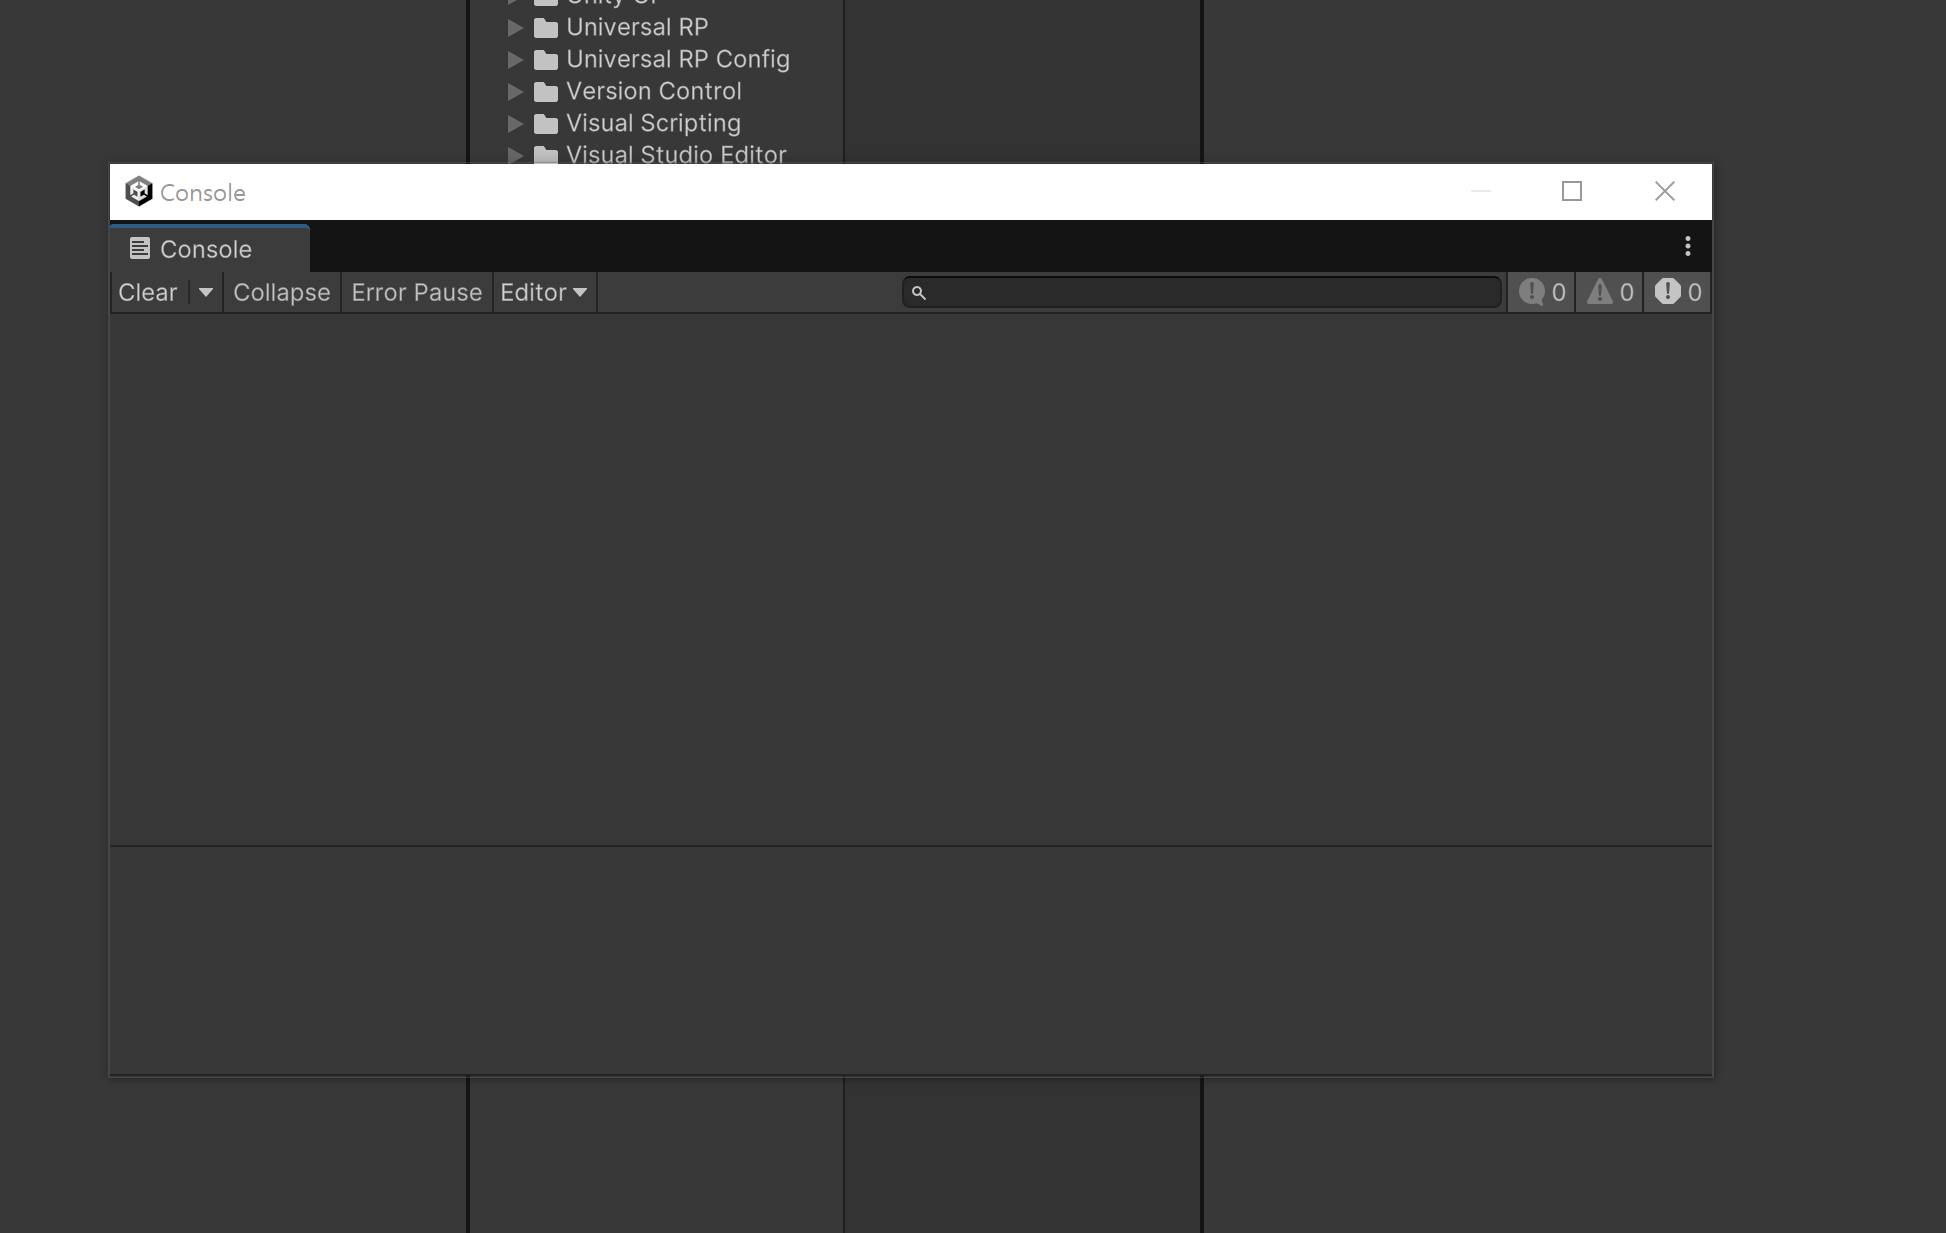 Universal RP
Universal RP Config
Version Control
Visual Scripting
Visual Studio Editor
Console
Console
Clear Collapse Error Pause Editor 0 0 0